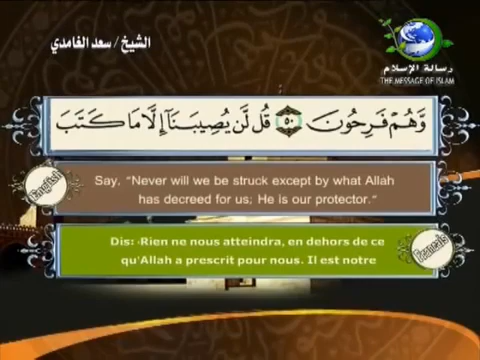 الشيخ / سعد الغامدي
رسالة الإسلام
THE MESSAGE OF ISLAM
وَّهُمْ فَرِحُونَ ۝٥٠ قُل لَّن يُصِيبَنَآ إِلَّا مَا كَتَبَ
English
Say, "Never will we be struck except by what Allah
has decreed for us; He is our protector."
Dis: -Rien ne nous atteindra, en dehors de ce
qu'Allah a prescrit pour nous. Il est notre
Francais